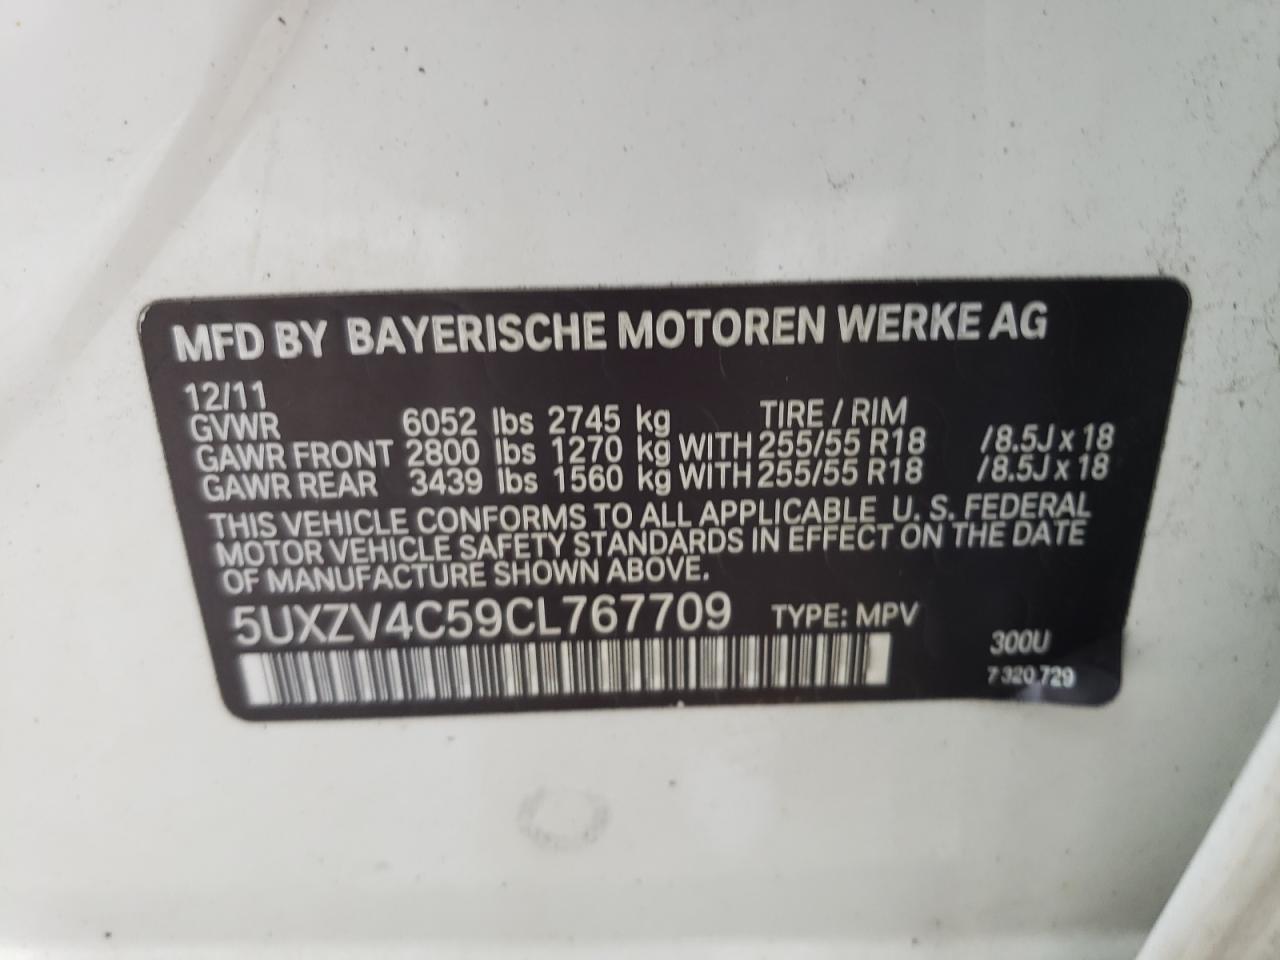 MFD BY BAYERISCHE MOTOREN WERKE AG
12/11
GVWR 6052 lbs 2745 kg TIRE / RIM
GAWR FRONT 2800 lbs 1270 kg WITH 255/55 R18 /8.5J x 18
GAWR REAR 3439 lbs 1560 kg WITH 255/55 R18 /8.5J x 18
THIS VEHICLE CONFORMS TO ALL APPLICABLE U. S. FEDERAL
MOTOR VEHICLE SAFETY STANDARDS IN EFFECT ON THE DATE
OF MANUFACTURE SHOWN ABOVE.
5UXZV4C59CL767709 TYPE: MPV
300U
7 320 729